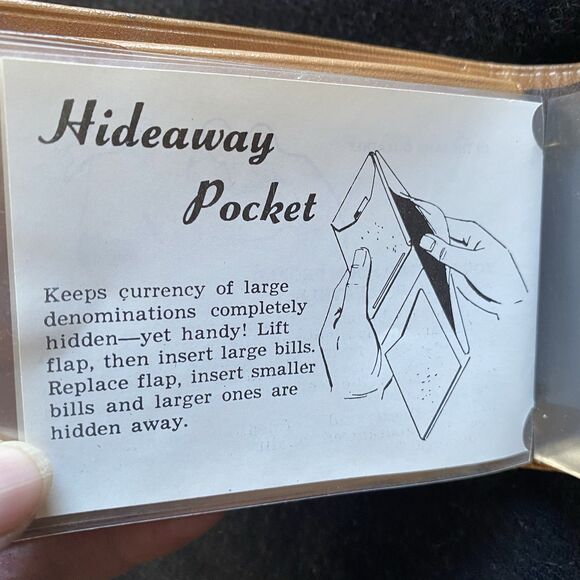 Hideaway
Pocket
Keeps currency of large
denominations completely
hidden—yet handy! Lift
flap, then insert large bills.
Replace flap, insert smaller
bills and larger ones are
hidden away.